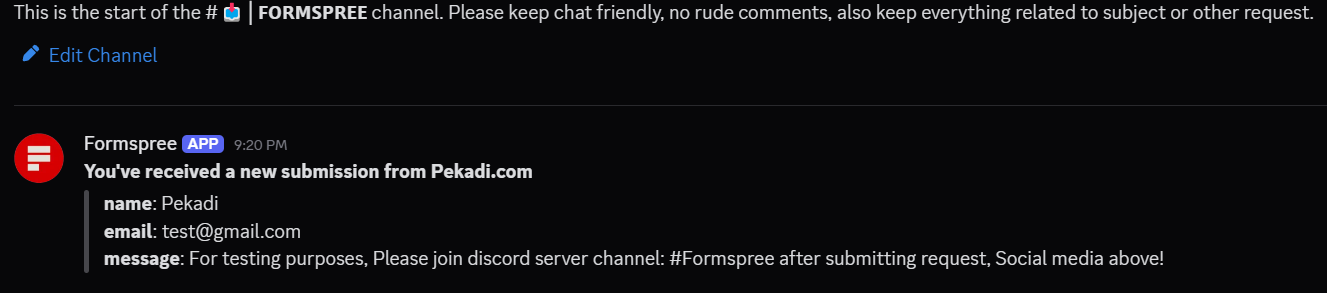 This is the start of the # 📩 | FORMSPREE channel. Please keep chat friendly, no rude comments, also keep everything related to subject or other request.
Edit Channel
Formspree APP 9:20 PM
You've received a new submission from Pekadi.com
name: Pekadi
email: test@gmail.com
message: For testing purposes, Please join discord server channel: #Formspree after submitting request, Social media above!